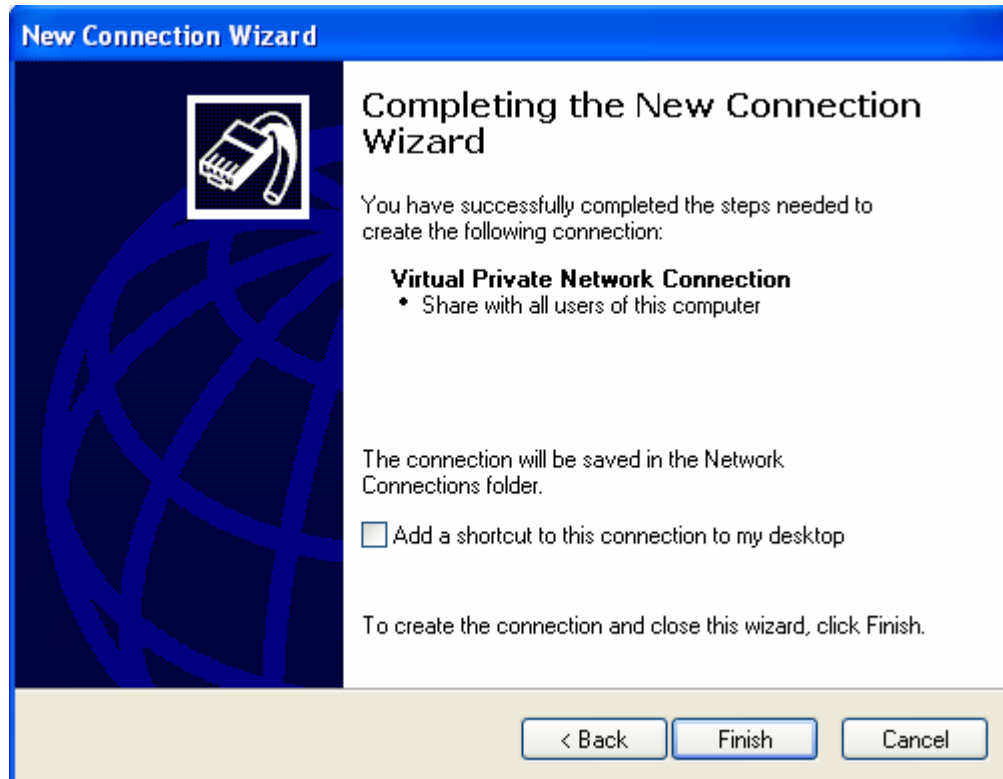 New Connection Wizard
Completing the New Connection
Wizard
You have successfully completed the steps needed to
create the following connection:
Virtual Private Network Connection
• Share with all users of this computer
The connection will be saved in the Network
Connections folder.
Add a shortcut to this connection to my desktop
To create the connection and close this wizard, click Finish.
< Back Finish Cancel